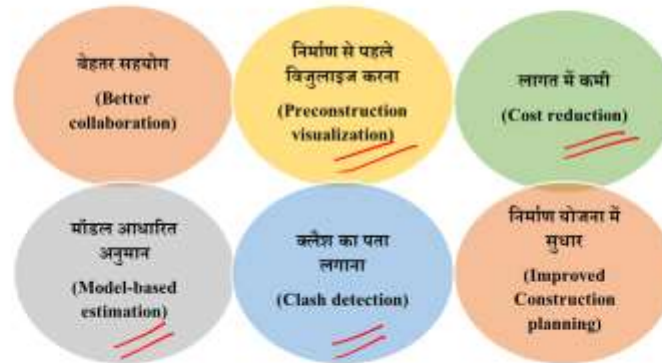 बेहतर सहयोग
(Better
collaboration)
निर्माण से पहले
विजुलाइज करना
(Preconstruction
visualization)
लागत में कमी
(Cost reduction)
मॉडल आधारित
अनुमान
(Model-based
estimation)
क्लैश का पता
लगाना
(Clash detection)
निर्माण योजना में
सुधार
(Improved
Construction
planning)